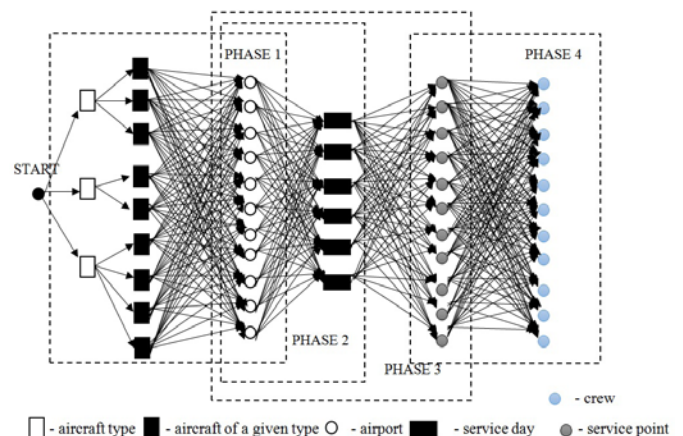 PHASE 1
PHASE 4
START
PHASE 2
PHASE 3
- crew
- aircraft type - aircraft of a given type - airport - service day - service point